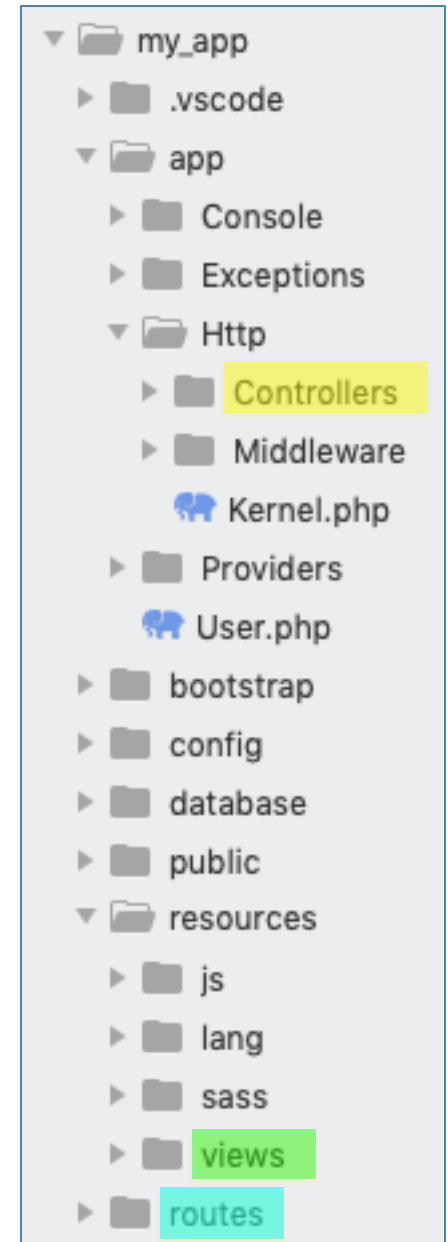 my_app
.vscode
app
Console
Exceptions
Http
Controllers
Middleware
Kernel.php
Providers
User.php
bootstrap
config
database
public
resources
js
lang
sass
views
routes